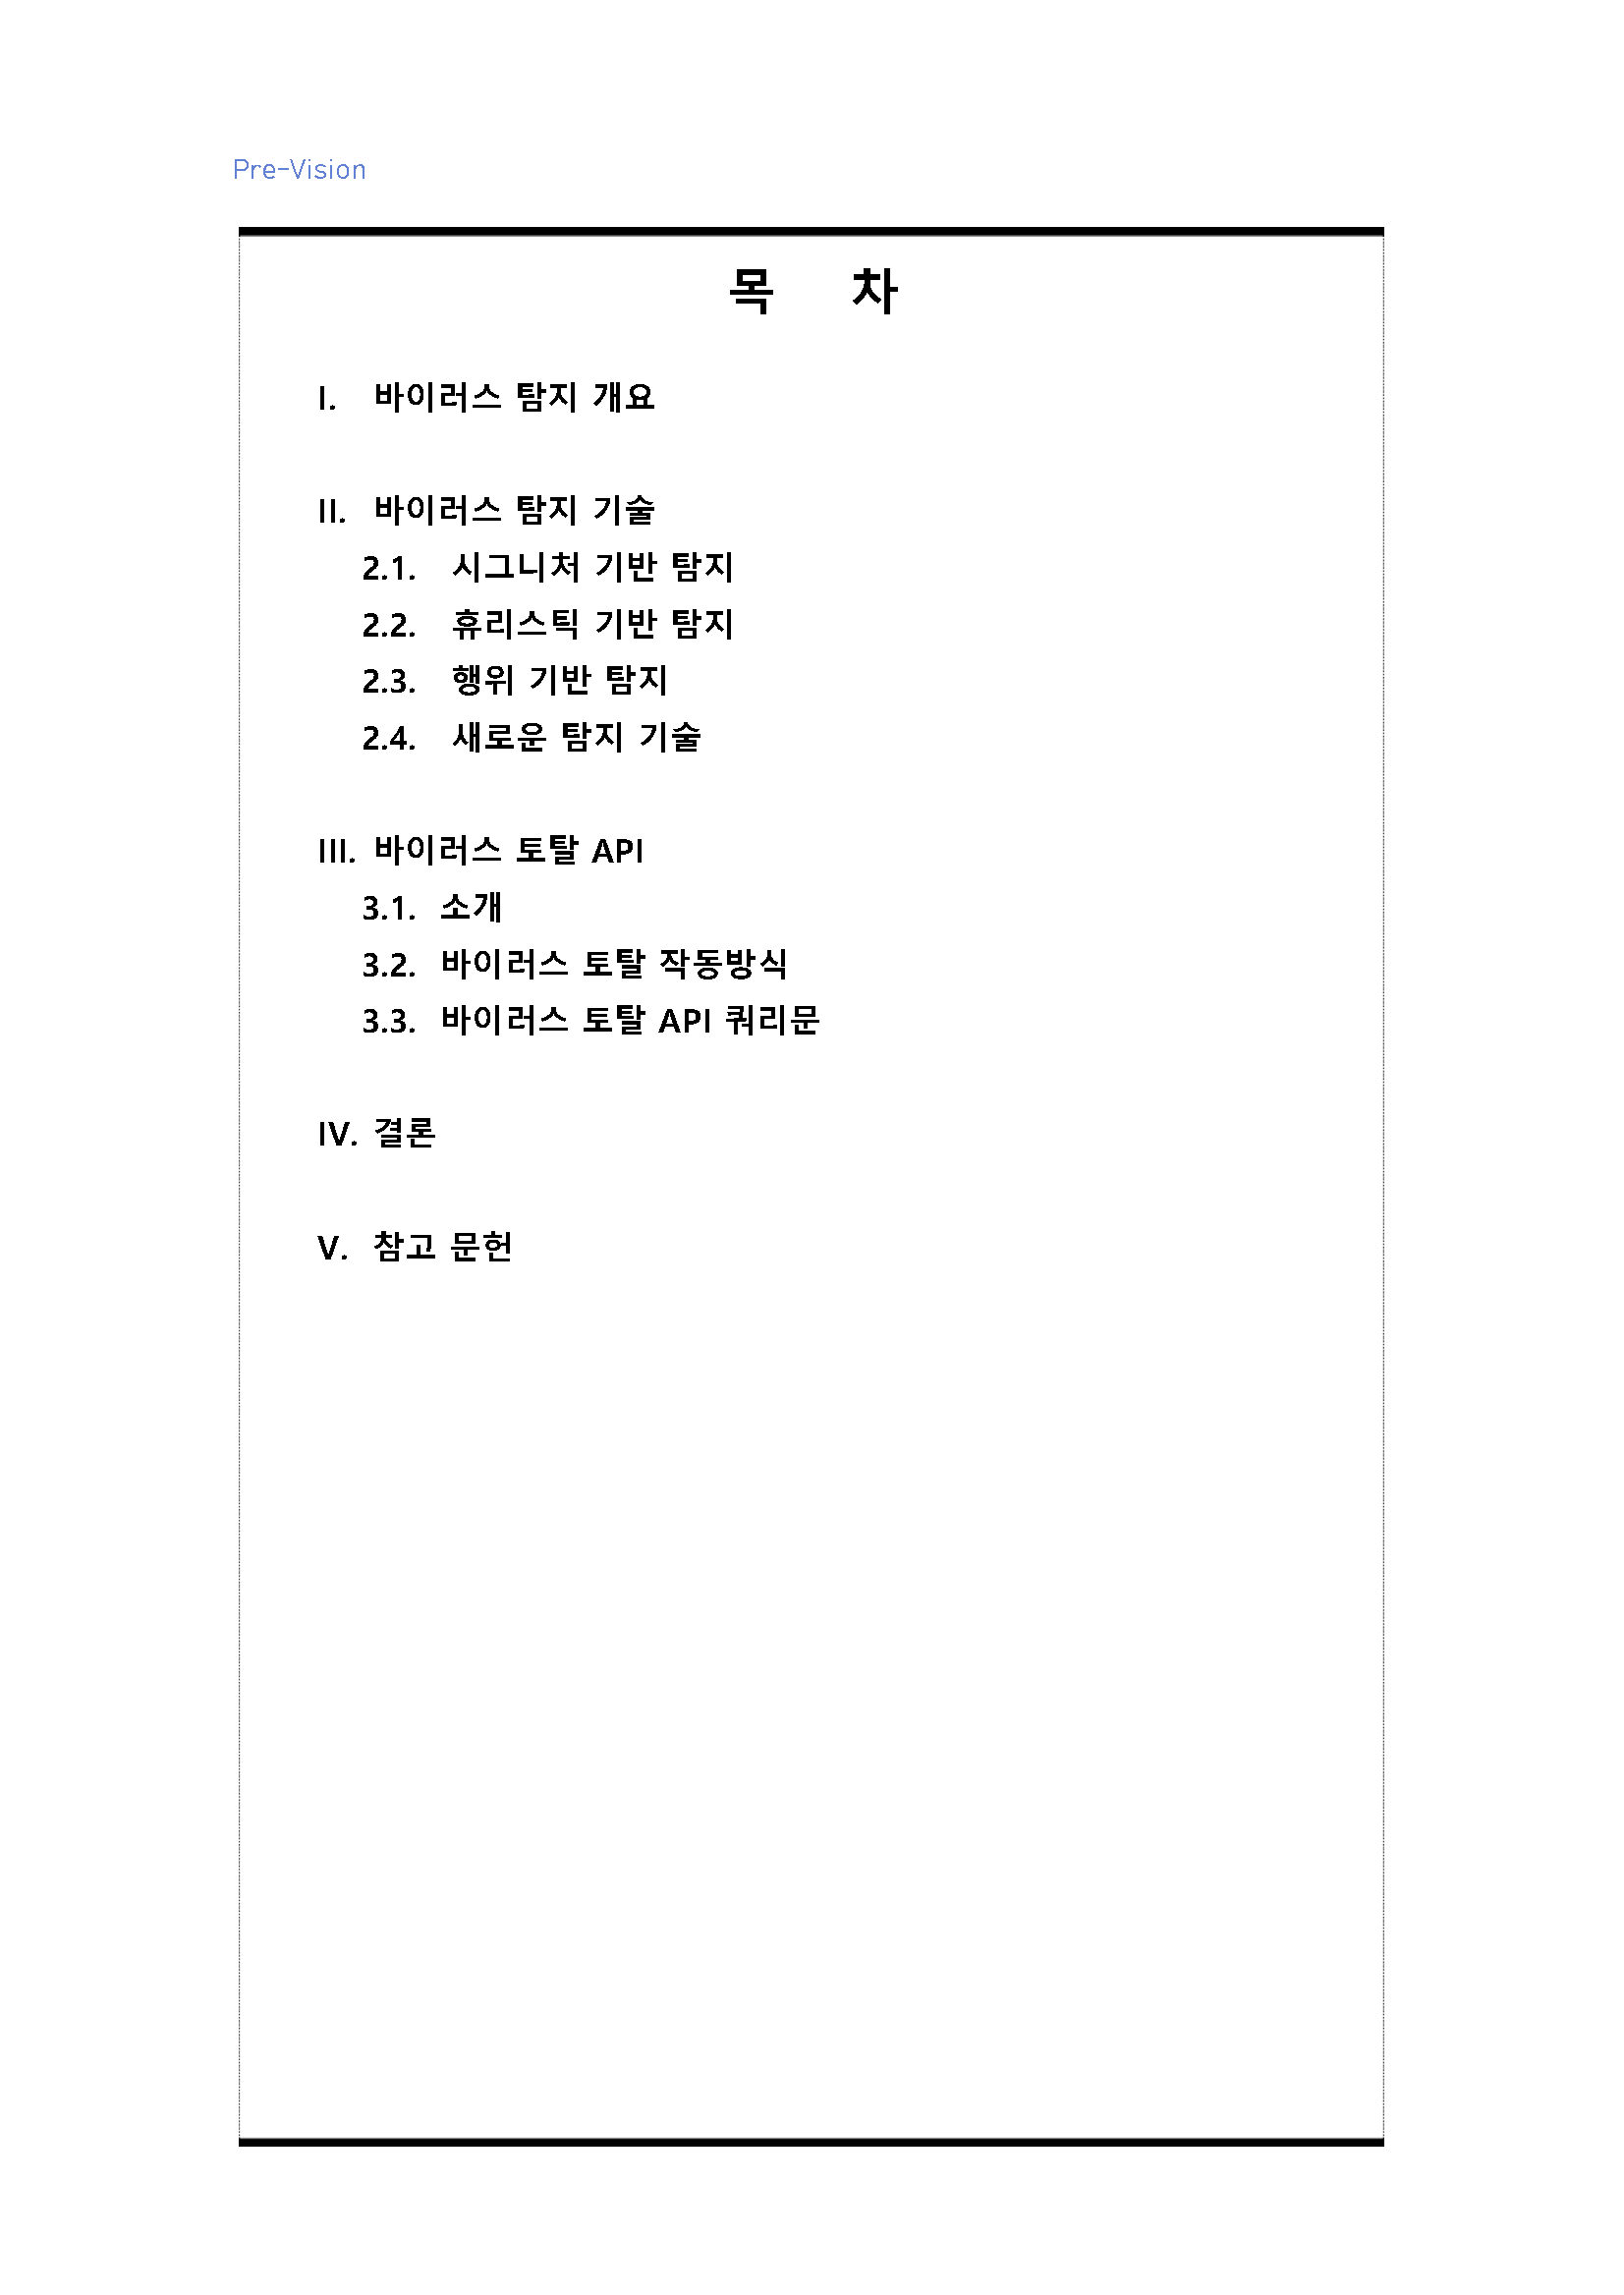 Pre-Vision
목 차
I. 바이러스 탐지 개요
II. 바이러스 탐지 기술
2.1. 시그니처 기반 탐지
2.2. 휴리스틱 기반 탐지
2.3. 행위 기반 탐지
2.4. 새로운 탐지 기술
III. 바이러스 토탈 API
3.1. 소개
3.2. 바이러스 토탈 작동방식
3.3. 바이러스 토탈 API 쿼리문
IV. 결론
V. 참고 문헌